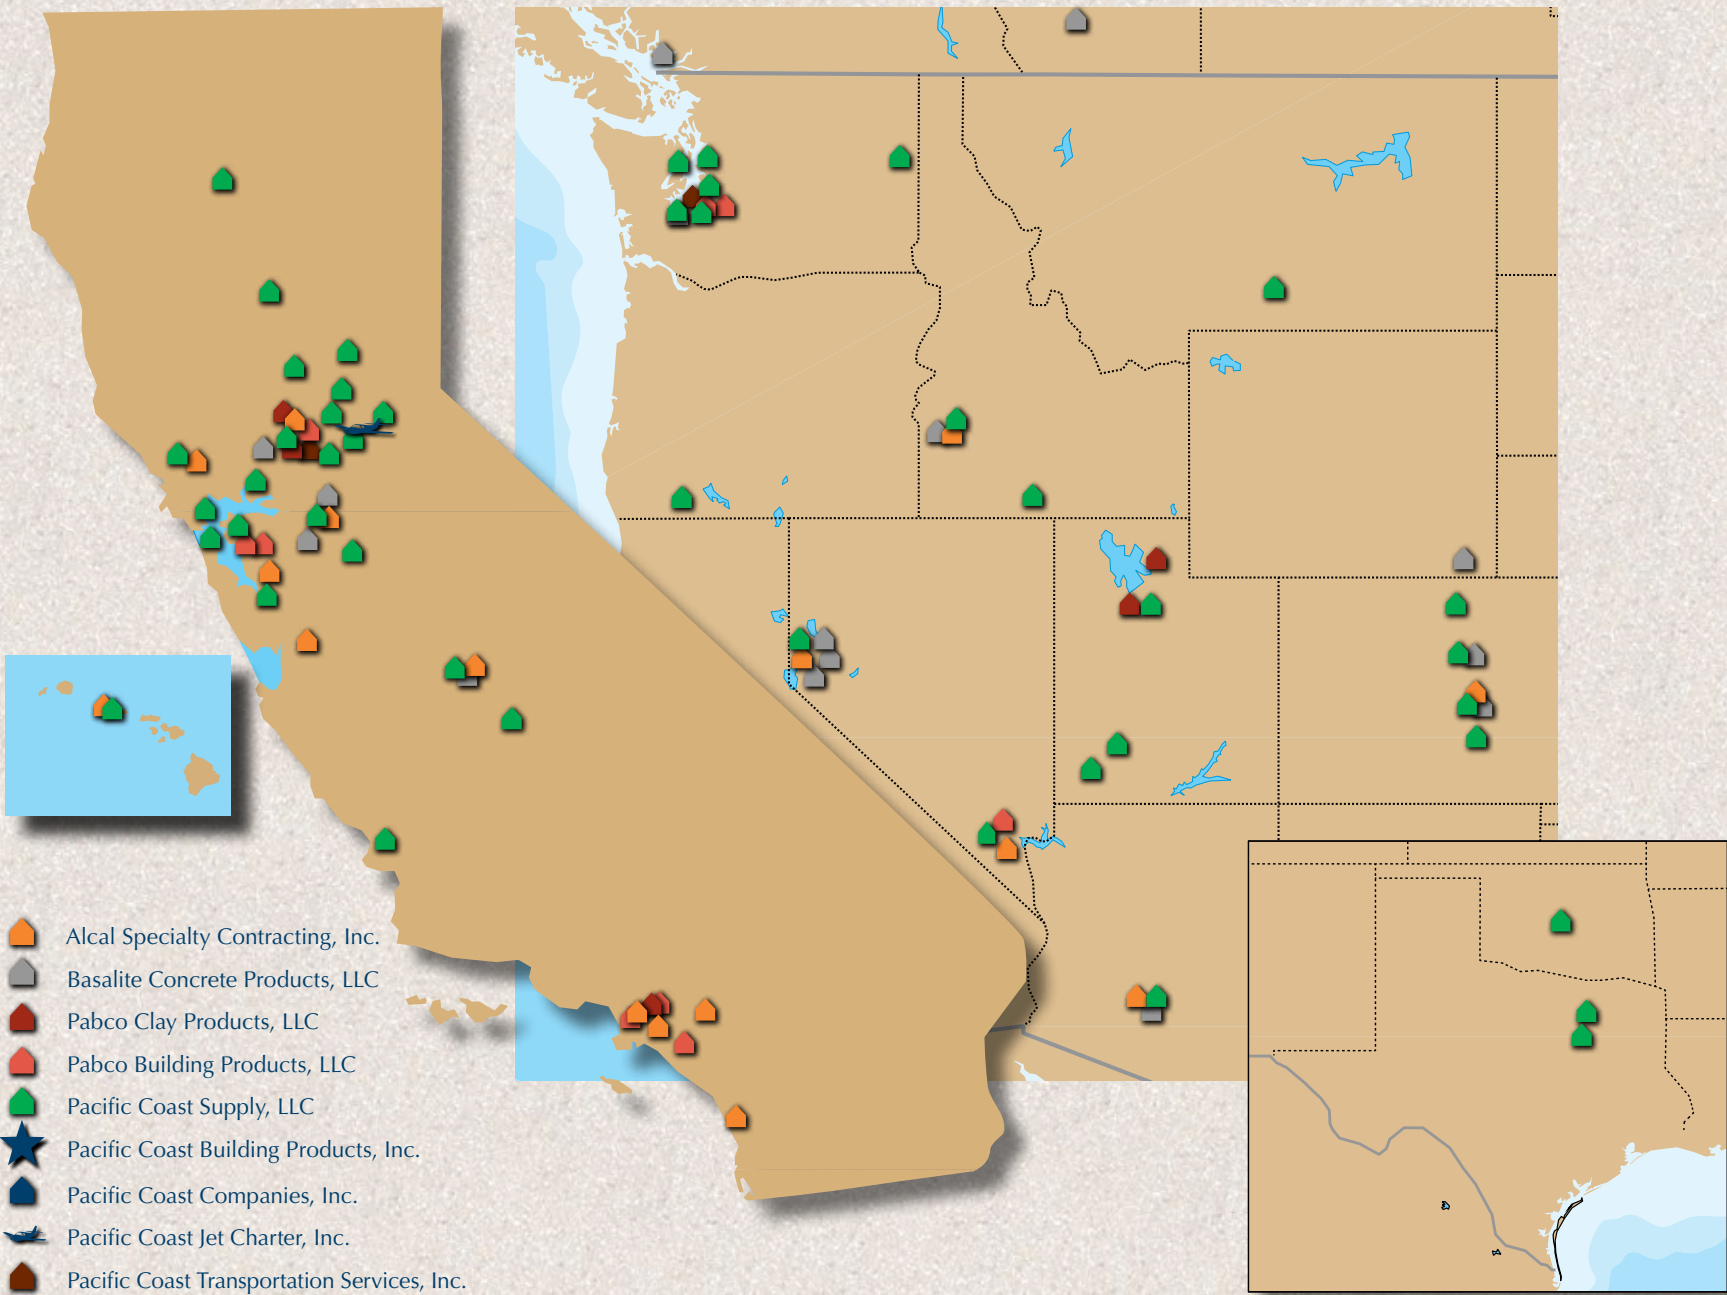 Alcal Specialty Contracting, Inc.
Basalite Concrete Products, LLC
Pabco Clay Products, LLC
Pabco Building Products, LLC
Pacific Coast Supply, LLC
Pacific Coast Building Products, Inc.
Pacific Coast Companies, Inc.
Pacific Coast Jet Charter, Inc.
Pacific Coast Transportation Services, Inc.